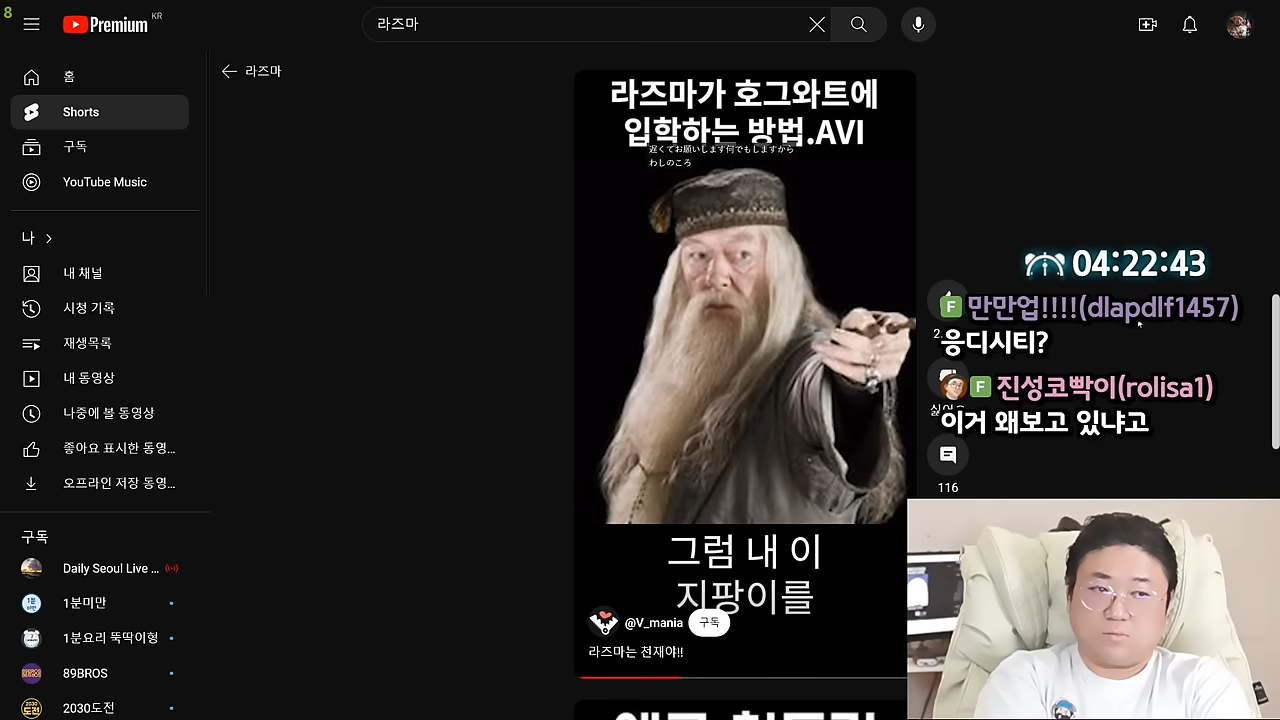 8
Premium KR
라즈마
홈
Shorts
구독
YouTube Music
나
내 채널
시청 기록
재생목록
내 동영상
나중에 볼 동영상
좋아요 표시한 동영...
오프라인 저장 동영...
구독
Daily Seoul Live ...
1분미만
1분요리 뚝딱이형
89BROS
2030도전
라즈마
라즈마가 호그와트에
입학하는 방법.AVI
遅くてお願いします何でもしますから
わしのころ
그럼 내 이
지팡이를
@V_mania 구독
라즈마는 천재야!!
04:22:43
F 만만업!!!!(dlapdlf1457)
응디시티?
F 진성코빡이(rolisa1)
이거 왜보고 있냐고
116